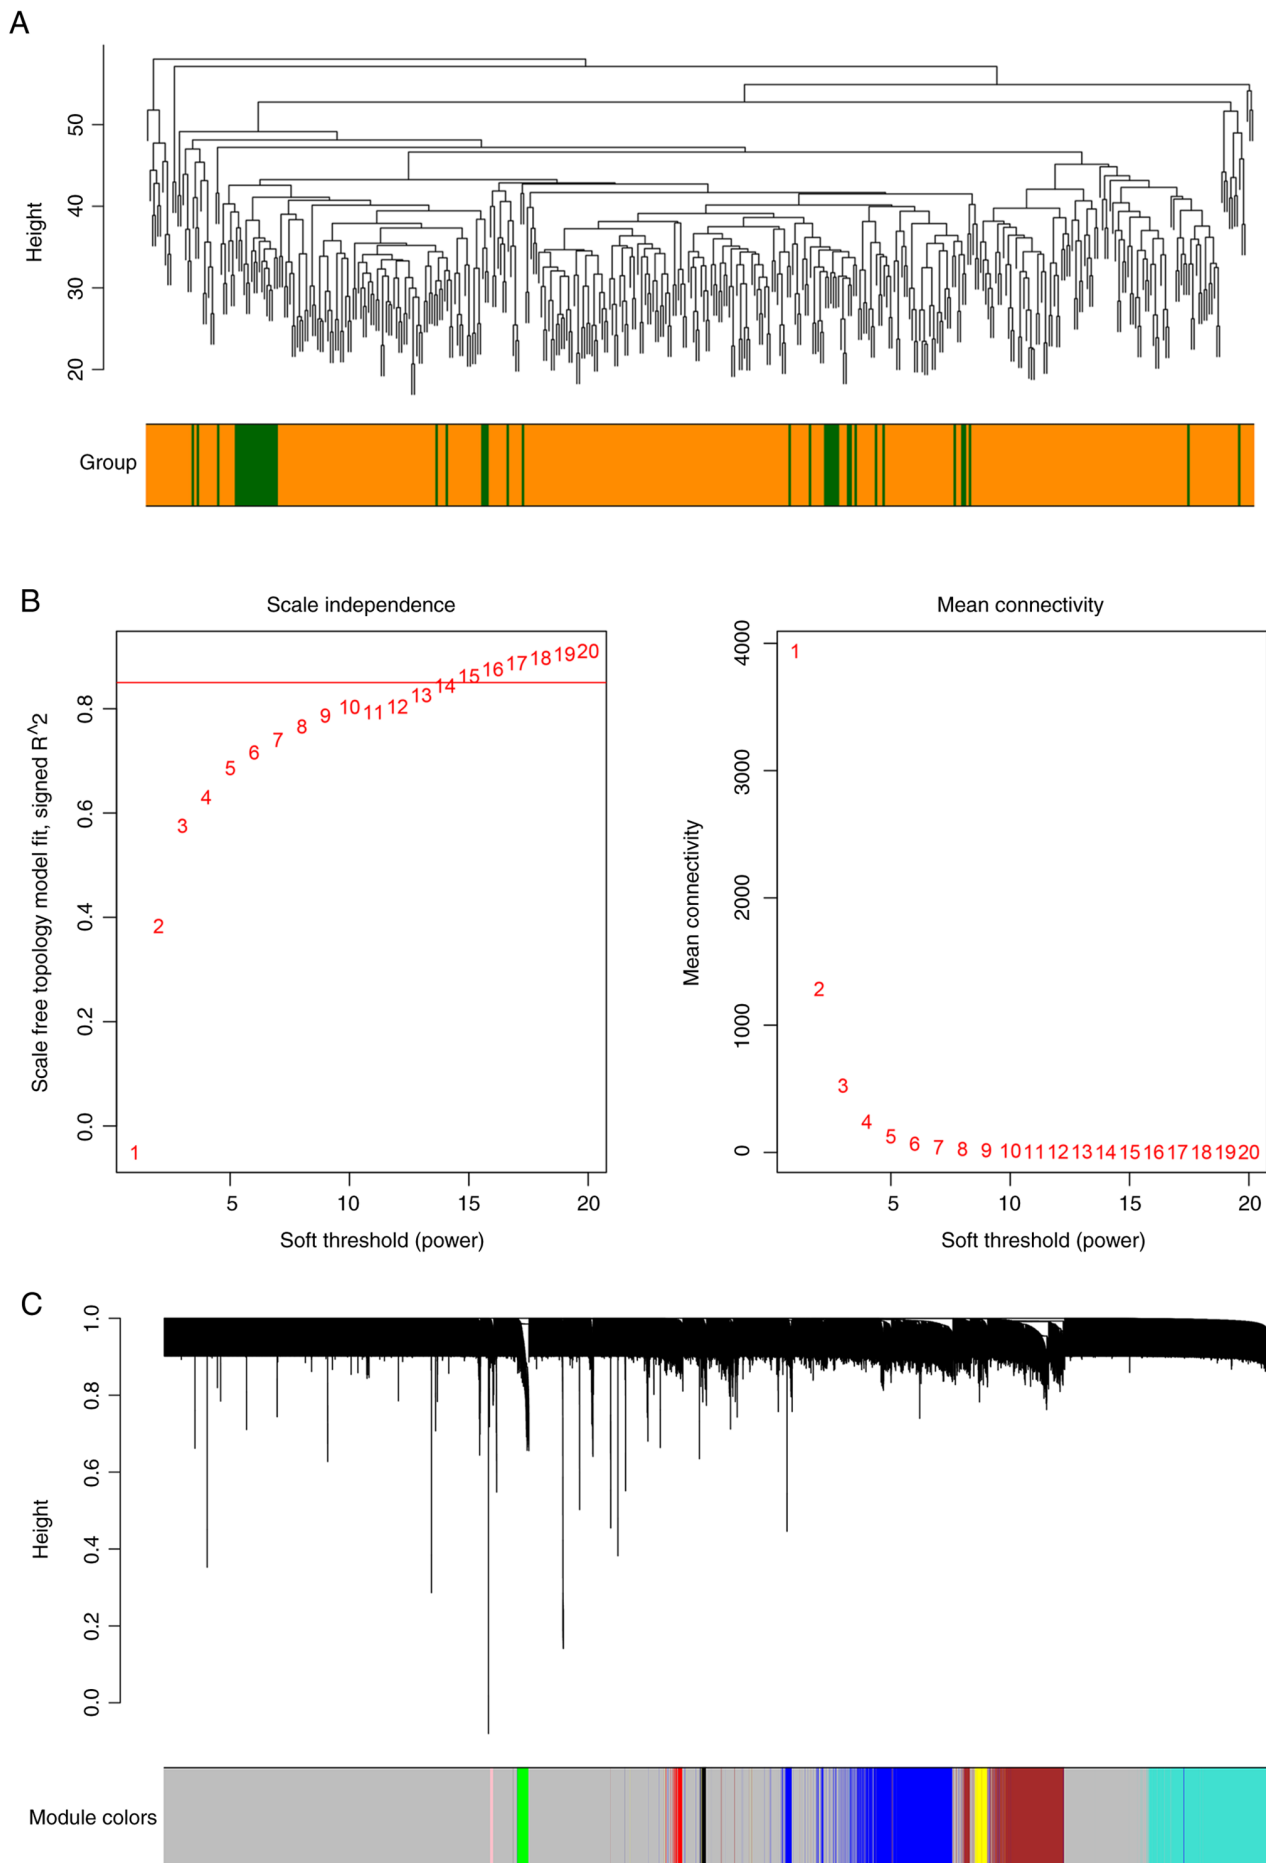 A
Height
50
40
30
20
Group
B
Scale independence
Scale free topology model fit, signed R^2
0.8
0.6
0.4
0.2
0.0
1 2 3 4 5 6 7 8 9 10 11 12 13 14 15 16 17 18 19 20
5 10 15 20
Soft threshold (power)
Mean connectivity
Mean connectivity
4000
3000
2000
1000
0
1 2 3 4 5 6 7 8 9 10 11 12 13 14 15 16 17 18 19 20
5 10 15 20
Soft threshold (power)
C
Height
1.0
0.8
0.6
0.4
0.2
0.0
Module colors